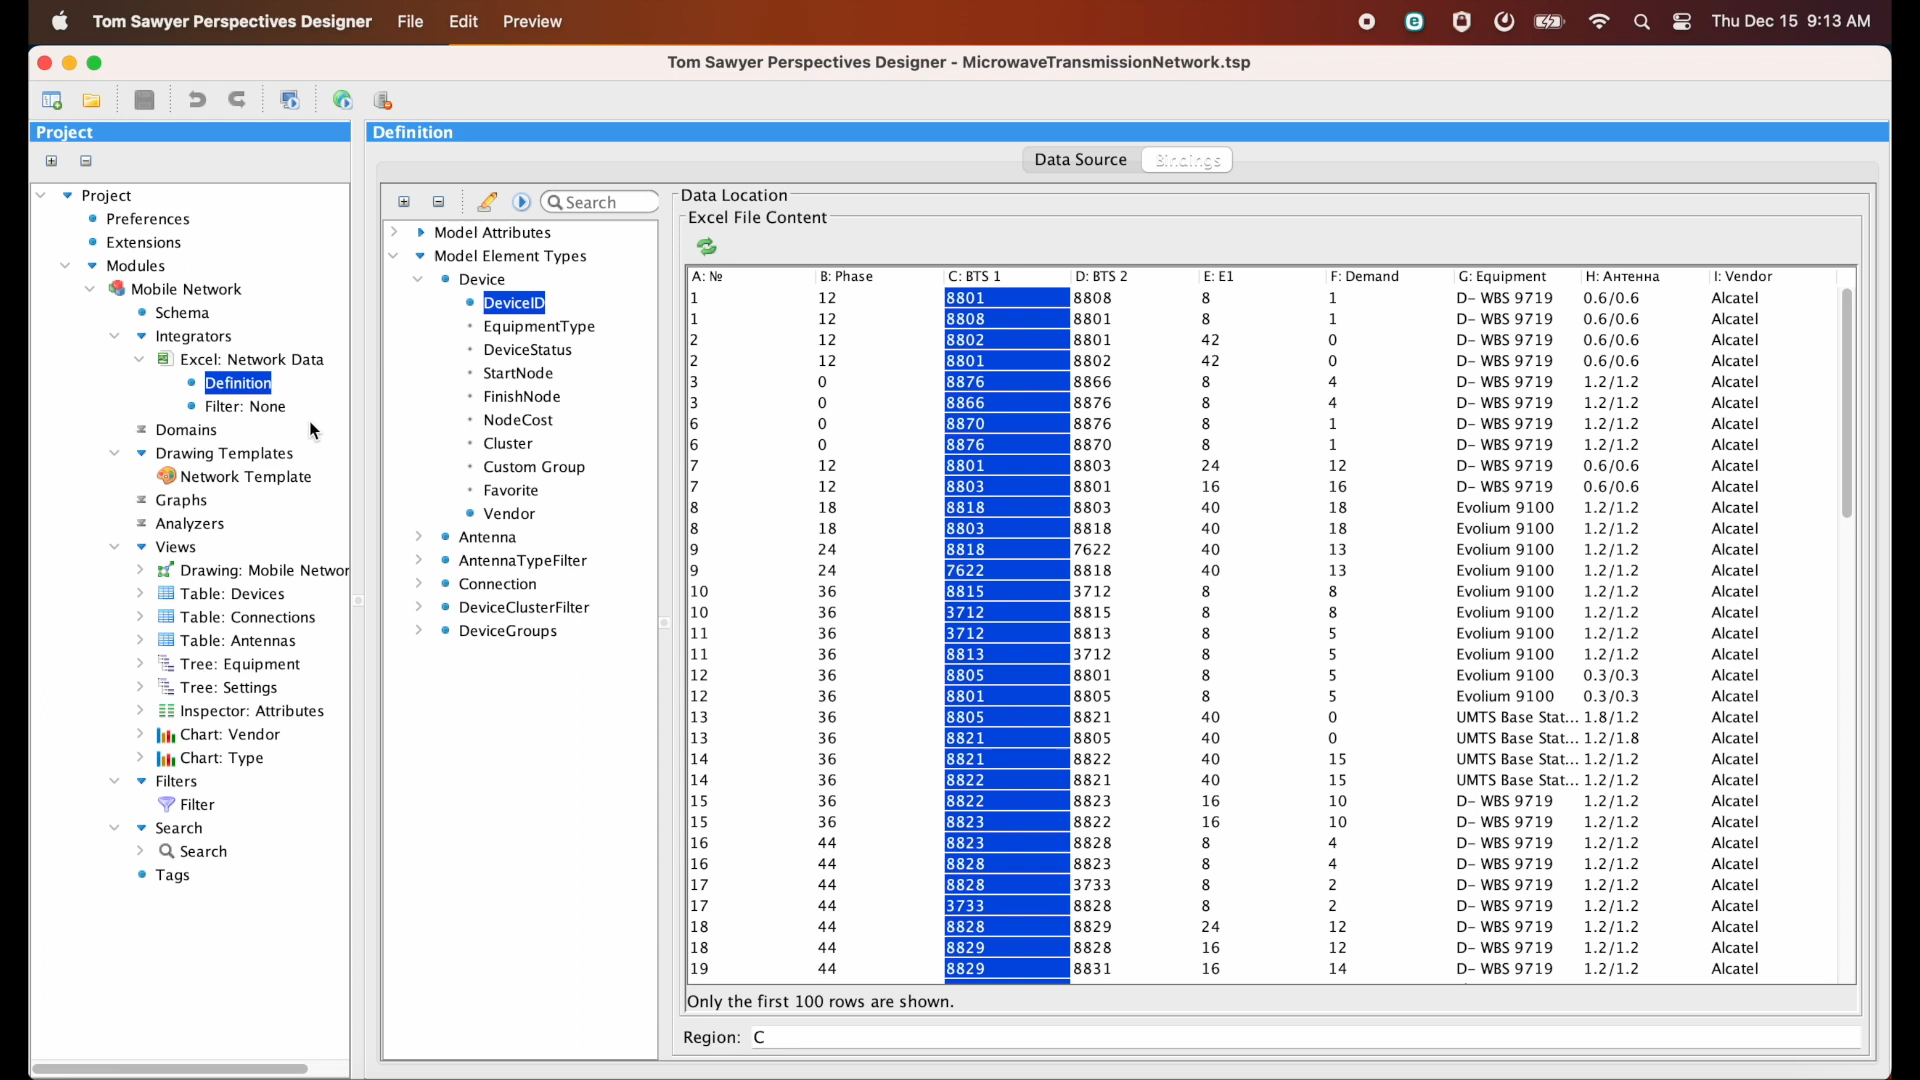 Tom Sawyer Perspectives Designer File Edit Preview Thu Dec 15 9:13 AM
Tom Sawyer Perspectives Designer - MicrowaveTransmissionNetwork.tsp
Project
Project
Preferences
Extensions
Modules
Mobile Network
Schema
Integrators
Excel: Network Data
Definition
Filter: None
Domains
Drawing Templates
Network Template
Graphs
Analyzers
Views
Drawing: Mobile Networ
Table: Devices
Table: Connections
Table: Antennas
Tree: Equipment
Tree: Settings
Inspector: Attributes
Chart: Vendor
Chart: Type
Filters
Filter
Search
Search
Tags
Definition
Data Source Bindings
Search
Model Attributes
Model Element Types
Device
DeviceID
EquipmentType
DeviceStatus
StartNode
FinishNode
NodeCost
Cluster
Custom Group
Favorite
Vendor
Antenna
AntennaTypeFilter
Connection
DeviceClusterFilter
DeviceGroups
Data Location
Excel File Content
A: № B: Phase C: BTS 1 D: BTS 2 E: E1 F: Demand G: Equipment H: Антенна I: Vendor
1 12 8801 8808 8 1 D- WBS 9719 0.6/0.6 Alcatel
1 12 8808 8801 8 1 D- WBS 9719 0.6/0.6 Alcatel
2 12 8802 8801 42 0 D- WBS 9719 0.6/0.6 Alcatel
2 12 8801 8802 42 0 D- WBS 9719 0.6/0.6 Alcatel
3 0 8876 8866 8 4 D- WBS 9719 1.2/1.2 Alcatel
3 0 8866 8876 8 4 D- WBS 9719 1.2/1.2 Alcatel
6 0 8870 8876 8 1 D- WBS 9719 1.2/1.2 Alcatel
6 0 8876 8870 8 1 D- WBS 9719 1.2/1.2 Alcatel
7 12 8801 8803 24 12 D- WBS 9719 0.6/0.6 Alcatel
7 12 8803 8801 16 16 D- WBS 9719 0.6/0.6 Alcatel
8 18 8818 8803 40 18 Evolium 9100 1.2/1.2 Alcatel
8 18 8803 8818 40 18 Evolium 9100 1.2/1.2 Alcatel
9 24 8818 7622 40 13 Evolium 9100 1.2/1.2 Alcatel
9 24 7622 8818 40 13 Evolium 9100 1.2/1.2 Alcatel
10 36 8815 3712 8 8 Evolium 9100 1.2/1.2 Alcatel
10 36 3712 8815 8 8 Evolium 9100 1.2/1.2 Alcatel
11 36 3712 8813 8 5 Evolium 9100 1.2/1.2 Alcatel
11 36 8813 3712 8 5 Evolium 9100 1.2/1.2 Alcatel
12 36 8805 8801 8 5 Evolium 9100 0.3/0.3 Alcatel
12 36 8801 8805 8 5 Evolium 9100 0.3/0.3 Alcatel
13 36 8805 8821 40 0 UMTS Base Stat... 1.8/1.2 Alcatel
13 36 8821 8805 40 0 UMTS Base Stat... 1.2/1.8 Alcatel
14 36 8821 8822 40 15 UMTS Base Stat... 1.2/1.2 Alcatel
14 36 8822 8821 40 15 UMTS Base Stat... 1.2/1.2 Alcatel
15 36 8822 8823 16 10 D- WBS 9719 1.2/1.2 Alcatel
15 36 8823 8822 16 10 D- WBS 9719 1.2/1.2 Alcatel
16 44 8823 8828 8 4 D- WBS 9719 1.2/1.2 Alcatel
16 44 8828 8823 8 4 D- WBS 9719 1.2/1.2 Alcatel
17 44 8828 3733 8 2 D- WBS 9719 1.2/1.2 Alcatel
17 44 3733 8828 8 2 D- WBS 9719 1.2/1.2 Alcatel
18 44 8828 8829 24 12 D- WBS 9719 1.2/1.2 Alcatel
18 44 8829 8828 16 12 D- WBS 9719 1.2/1.2 Alcatel
19 44 8829 8831 16 14 D- WBS 9719 1.2/1.2 Alcatel
Only the first 100 rows are shown.
Region: C